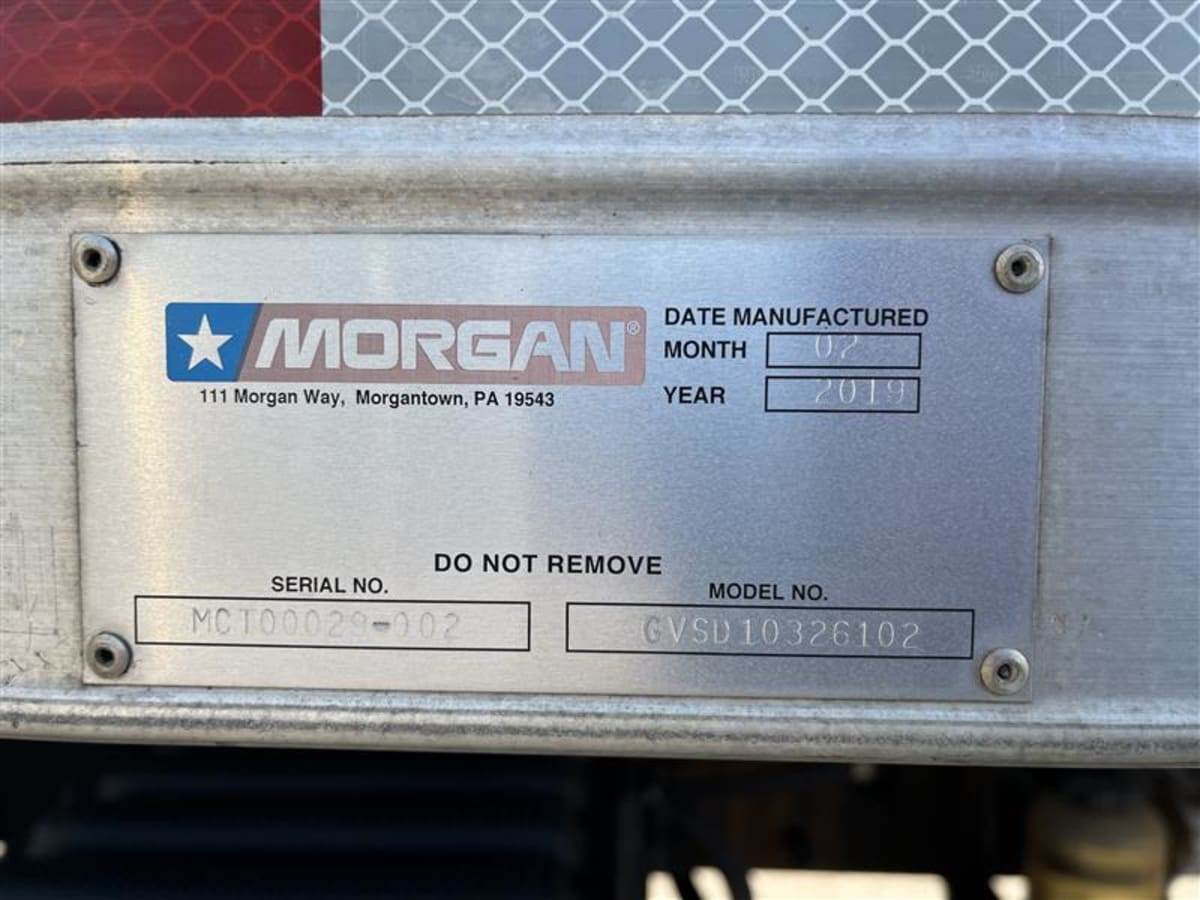 MORGAN®
111 Morgan Way, Morgantown, PA 19543
DATE MANUFACTURED
MONTH 02
YEAR 2019
DO NOT REMOVE
SERIAL NO.
MCT00029-002
MODEL NO.
GVSD10326102